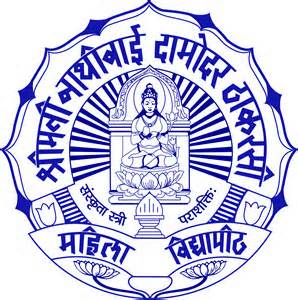 श्रीमती नाथीबाई दामोदर ठाकरसी
संस्कृता स्त्री पराशक्तिः
महिला विद्यापीठ